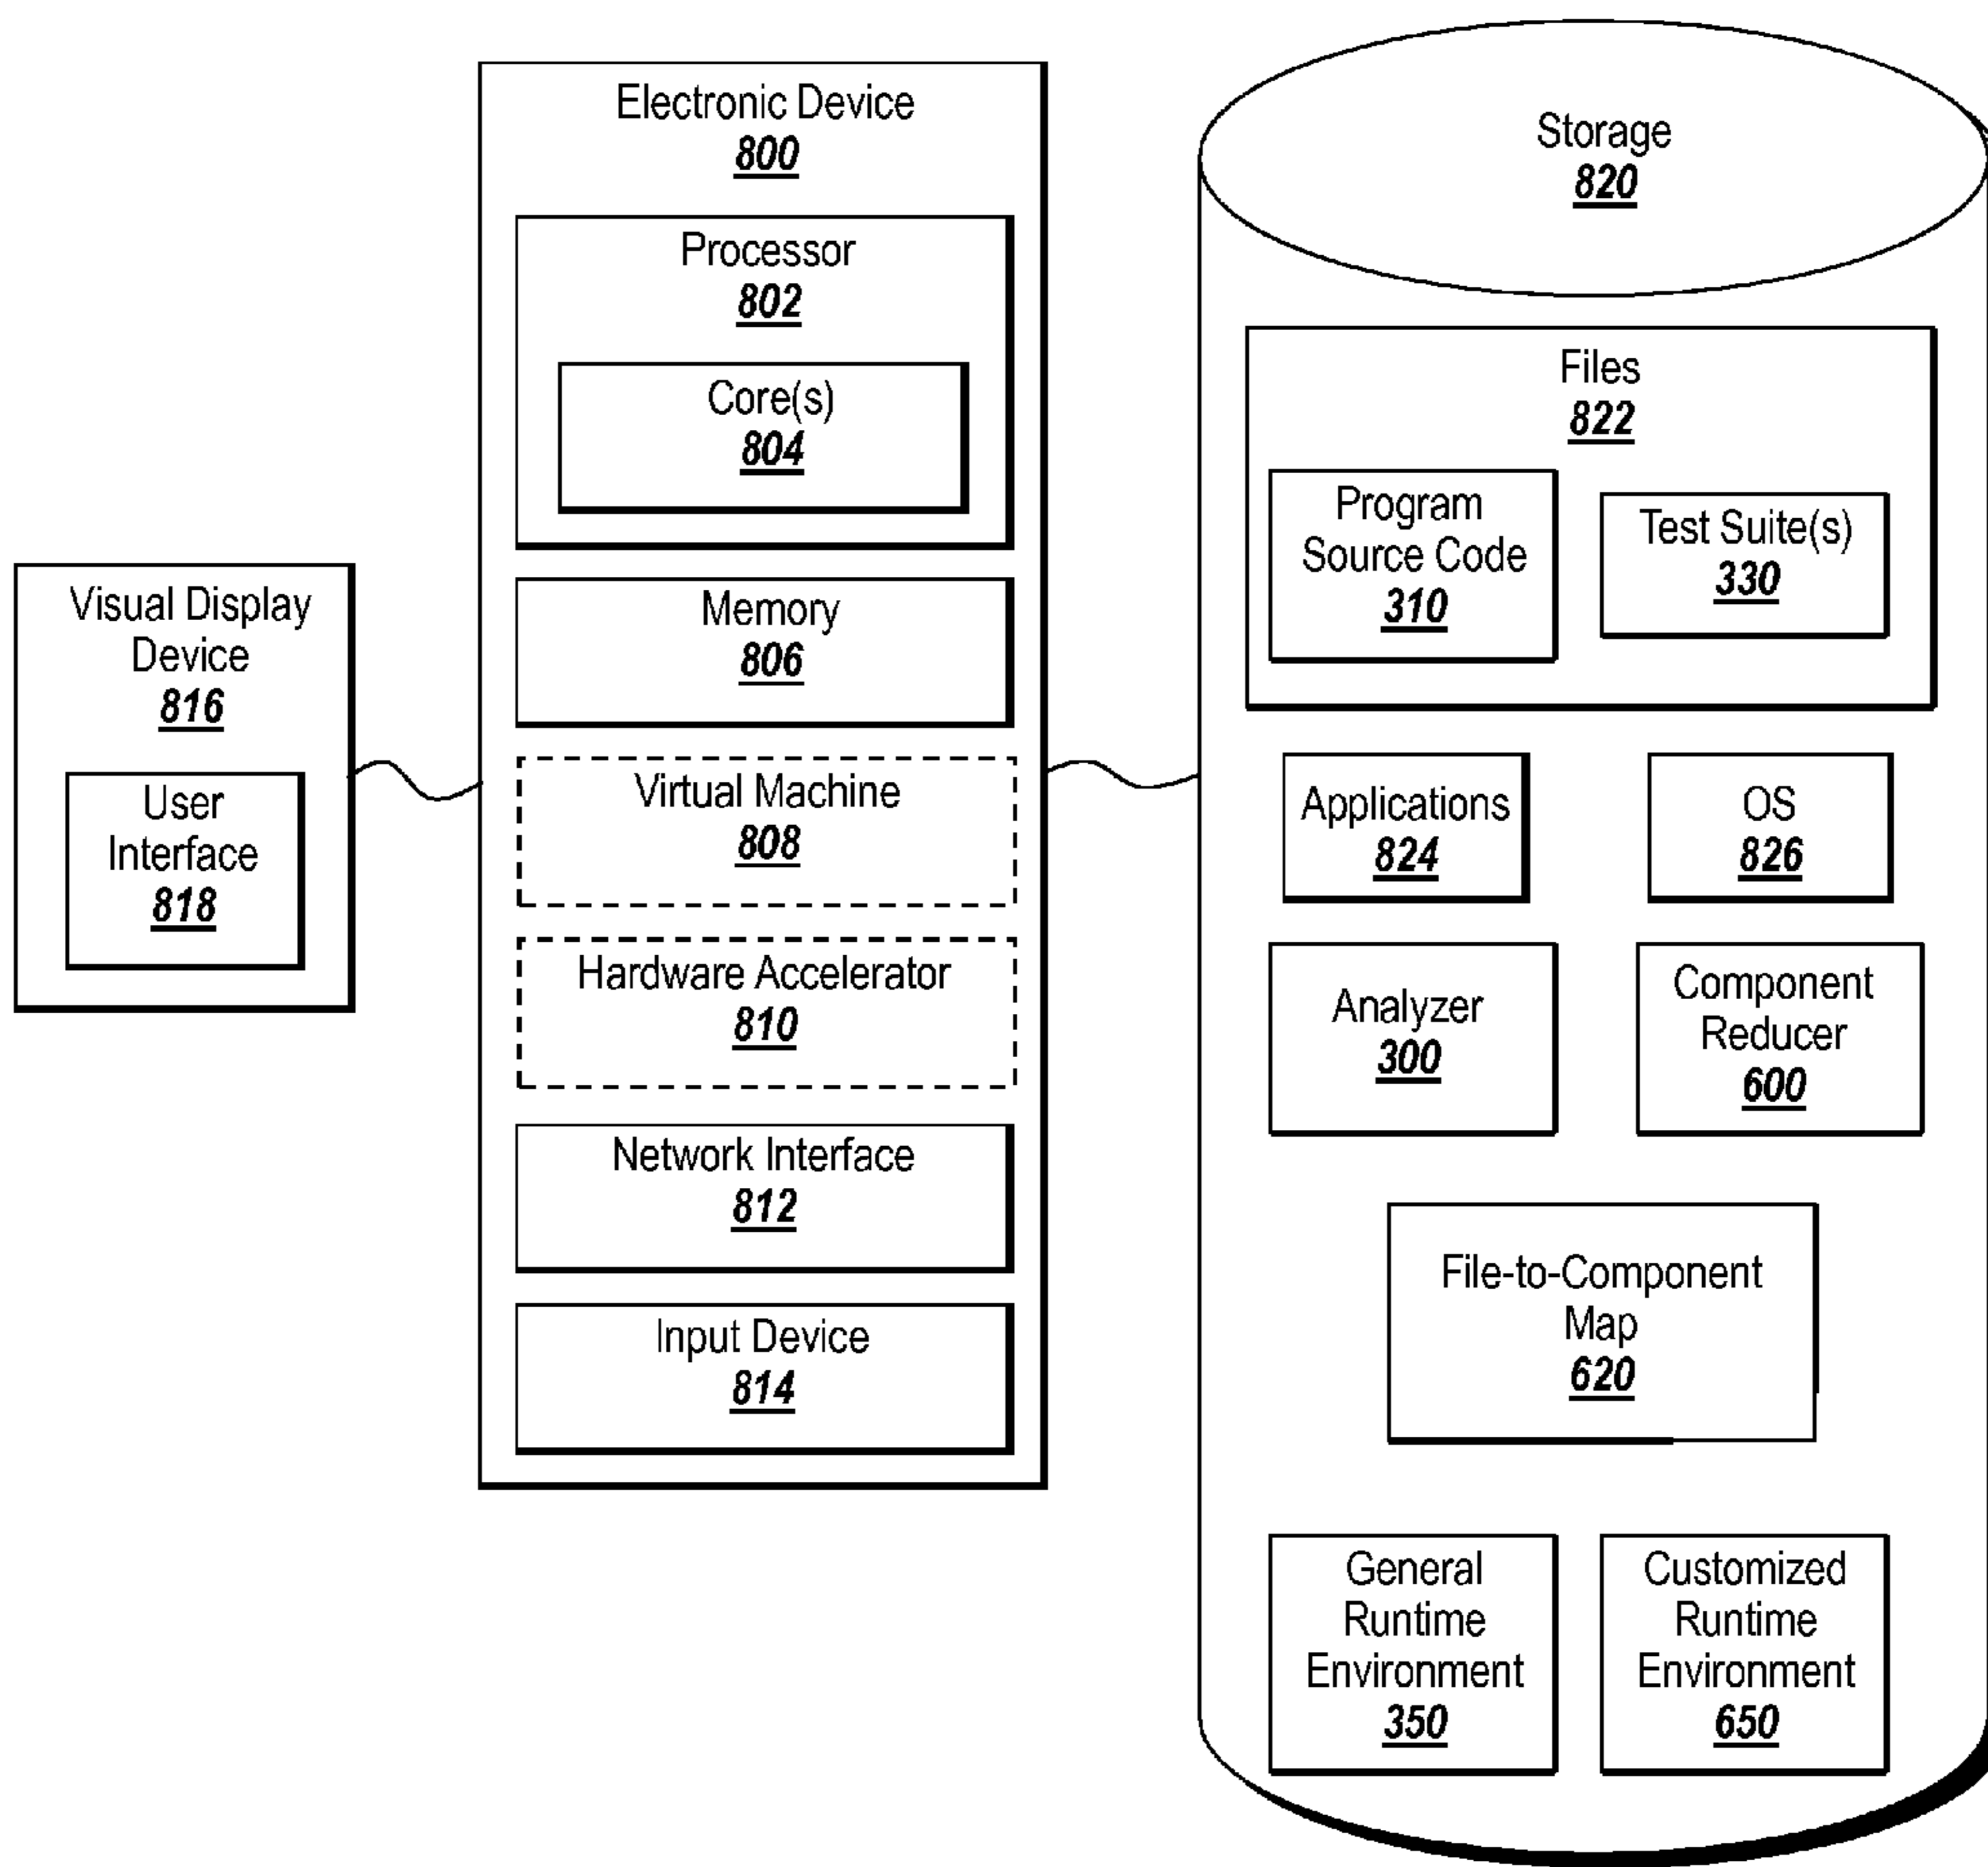 Visual Display
Device
816
User
Interface
818
Electronic Device
800
Processor
802
Core(s)
804
Memory
806
Virtual Machine
808
Hardware Accelerator
810
Network Interface
812
Input Device
814
Storage
820
Files
822
Program
Source Code
310
Test Suite(s)
330
Applications
824
OS
826
Analyzer
300
Component
Reducer
600
File-to-Component
Map
620
General
Runtime
Environment
350
Customized
Runtime
Environment
650